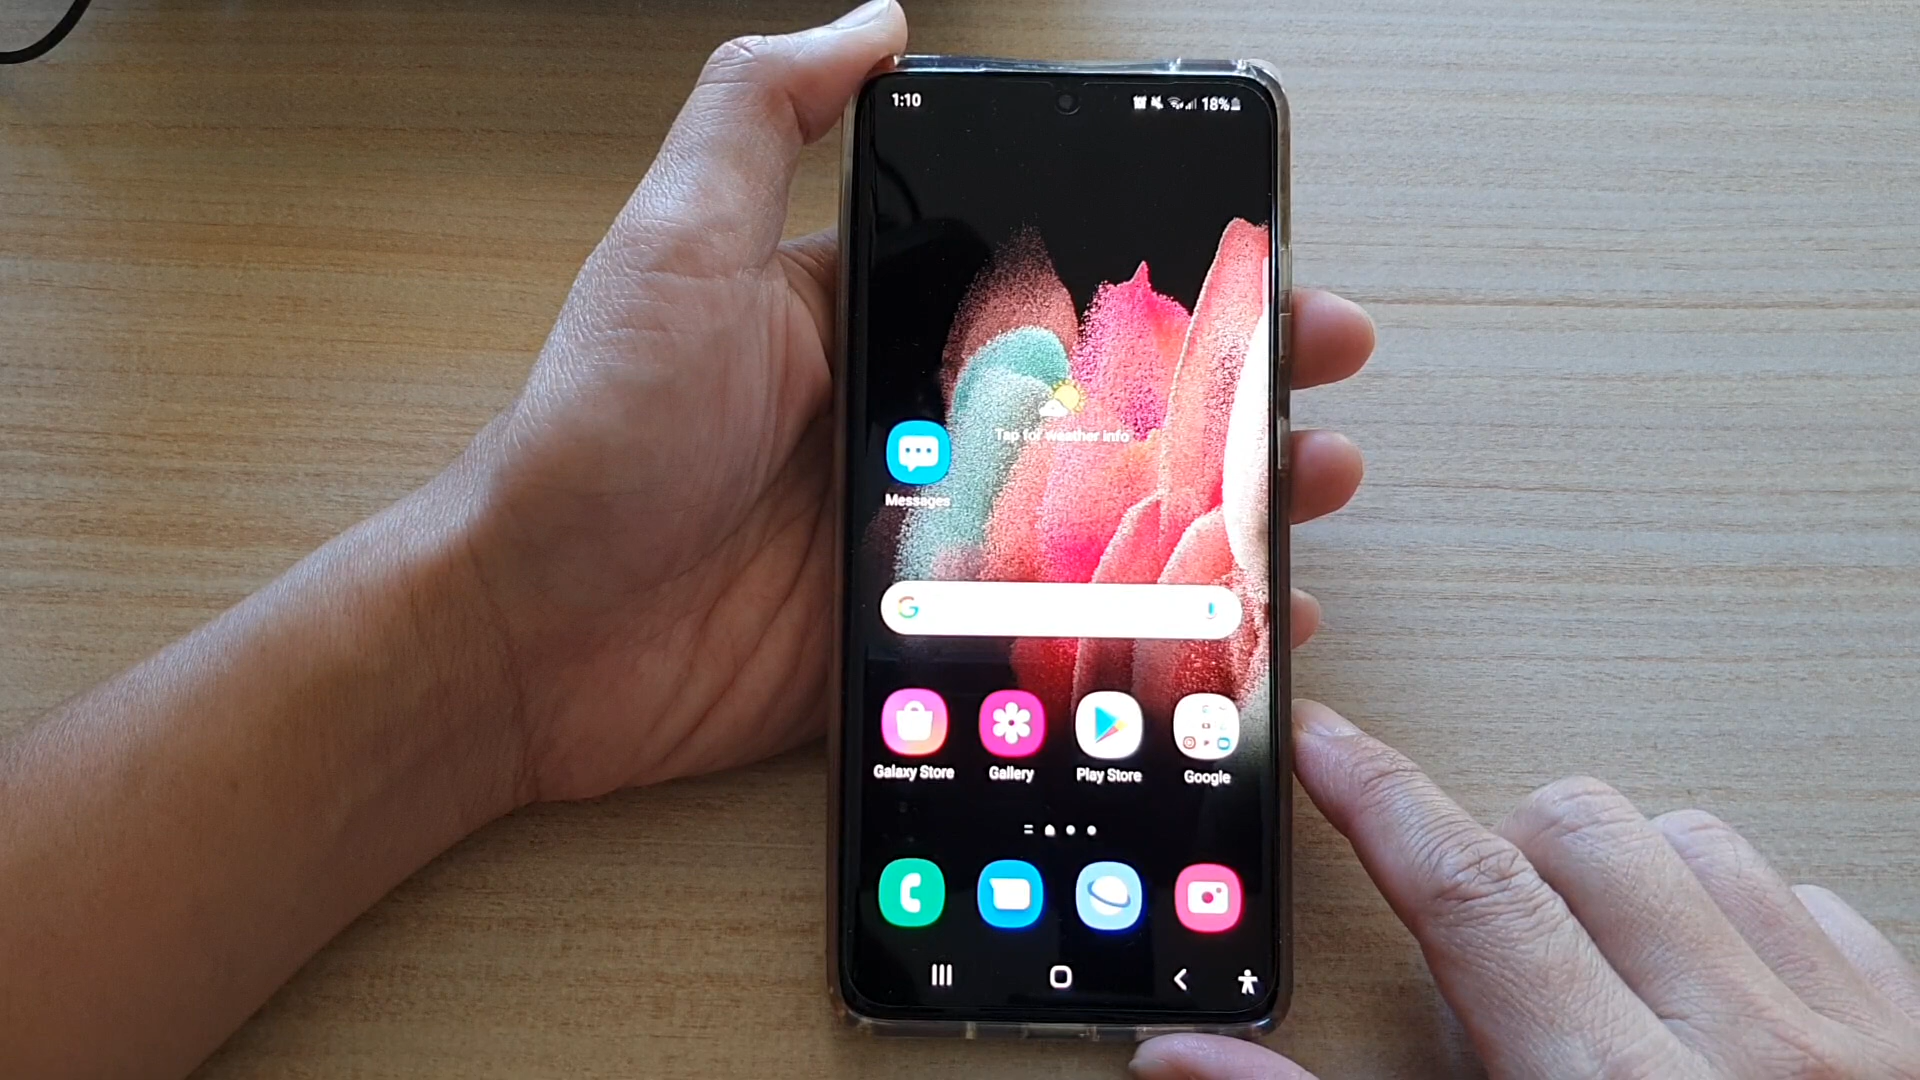 1:10
18%
Tap for weather info
Messages
G
Galaxy Store
Gallery
Play Store
Google